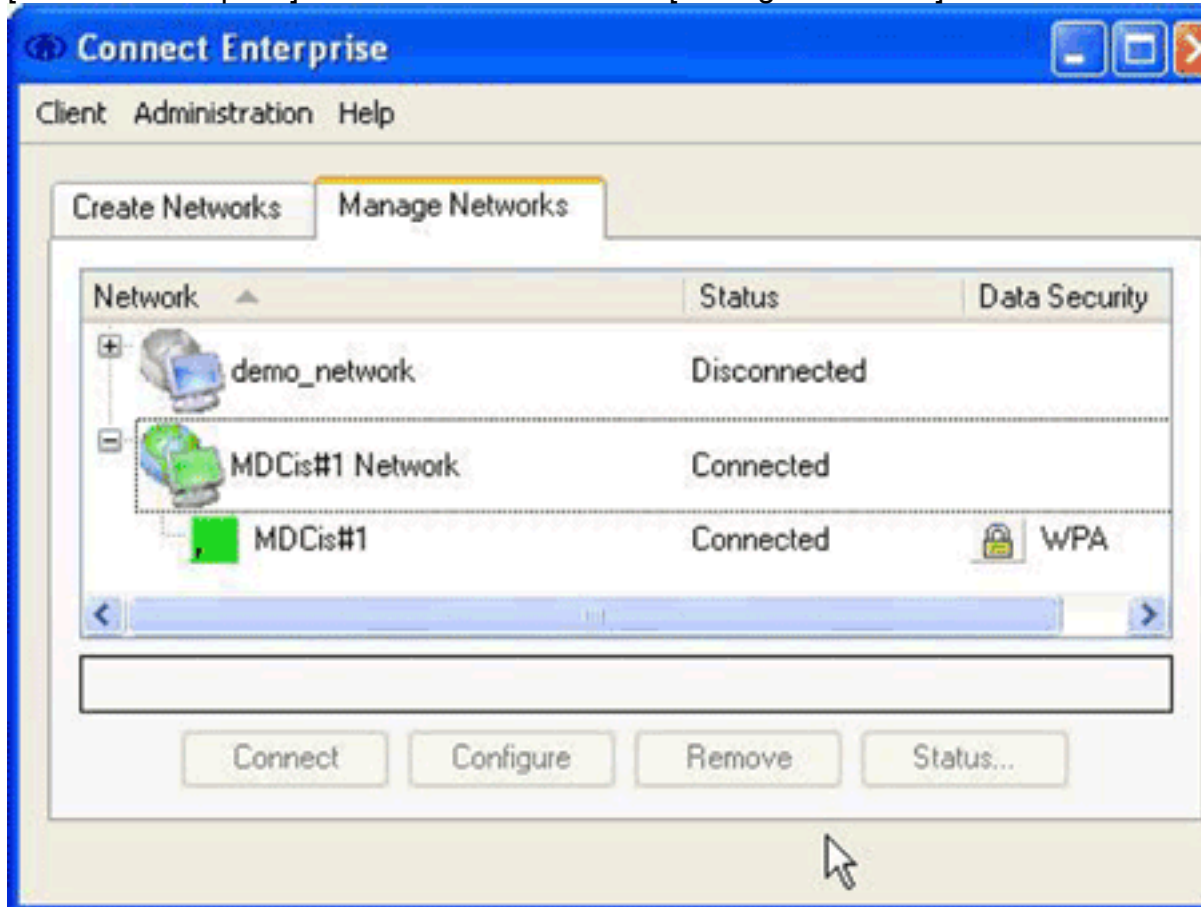 Connect Enterprise
Client Administration Help
Create Networks Manage Networks
Network Status Data Security
demo_network Disconnected
MDCis#1 Network Connected
MDCis#1 Connected WPA
Connect Configure Remove Status...